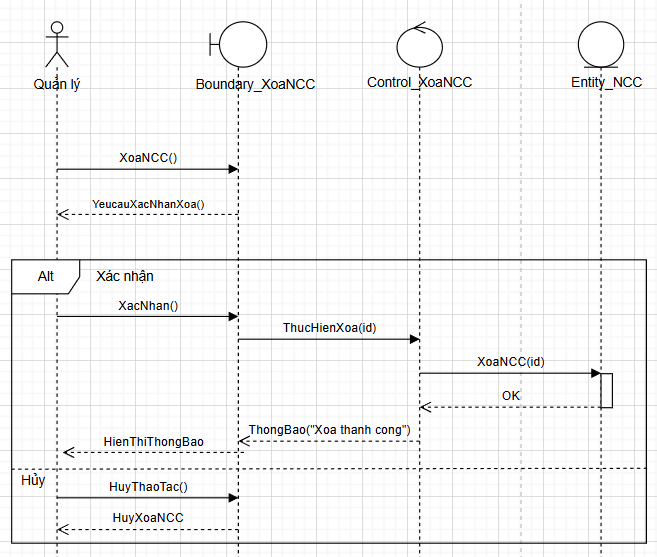 Quản lý
Boundary_XoaNCC
Control_XoaNCC
Entity_NCC
XoaNCC()
YeucauXacNhanXoa()
Alt
Xác nhận
XacNhan()
ThucHienXoa(id)
XoaNCC(id)
OK
ThongBao("Xoa thanh cong")
HienThiThongBao
Hủy
HuyThaoTac()
HuyXoaNCC